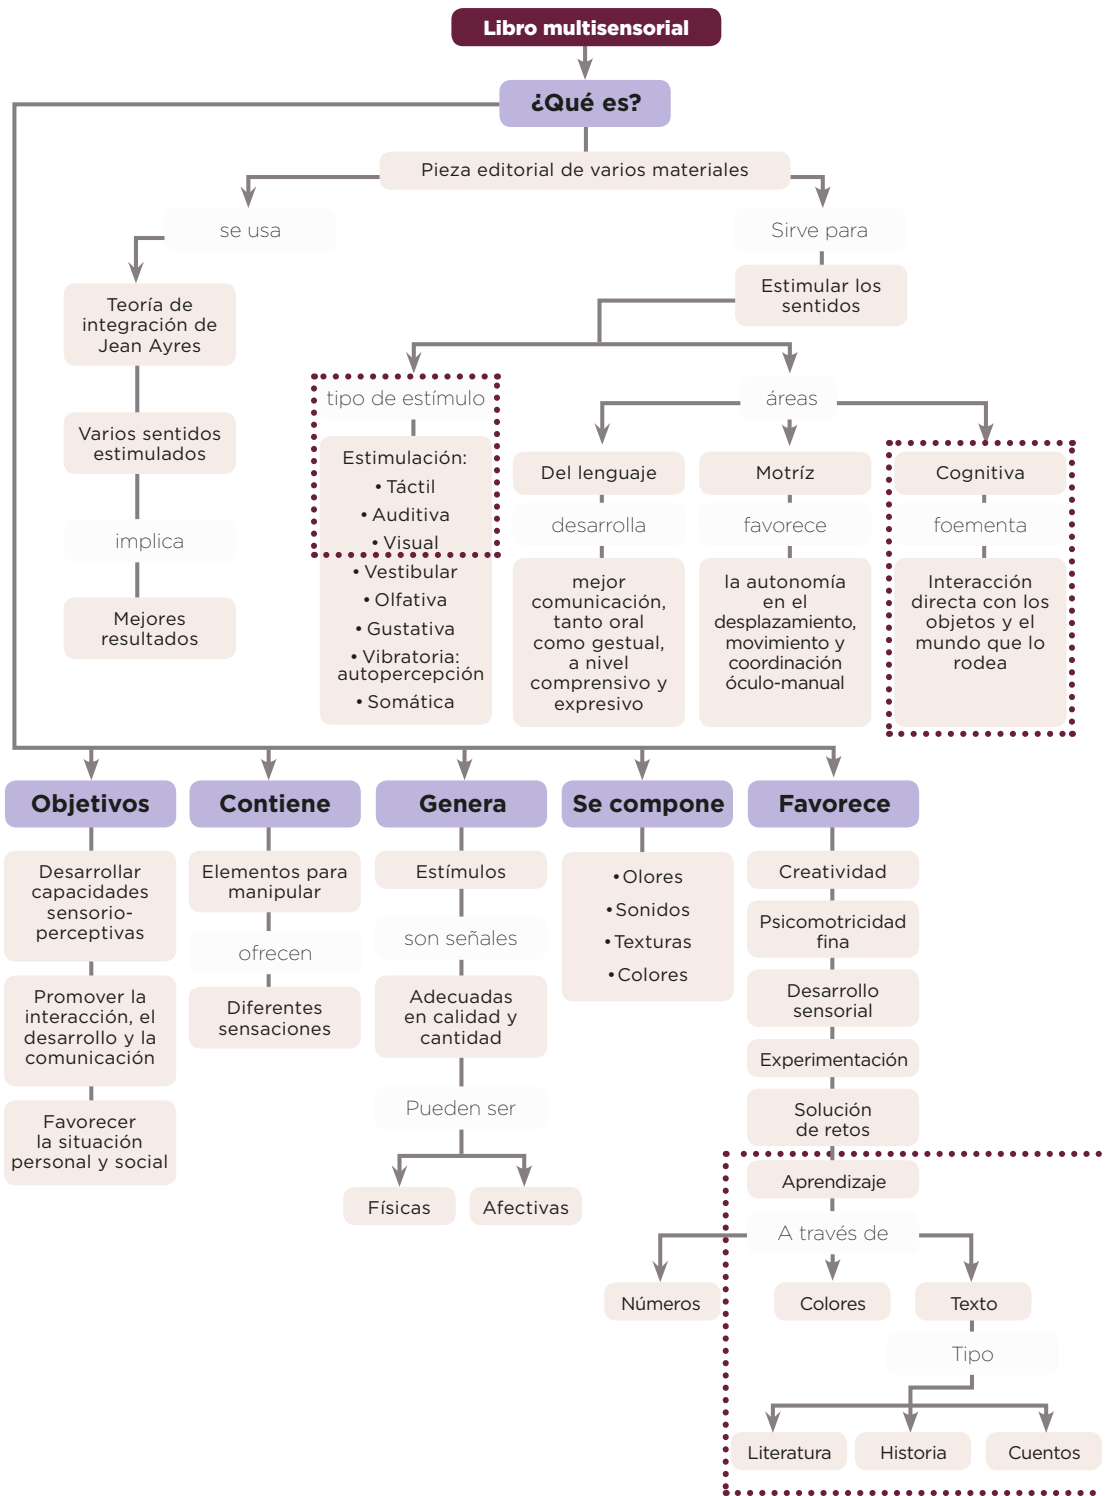 Libro multisensorial
¿Qué es?
Pieza editorial de varios materiales
se usa
Teoría de
integración de
Jean Ayres
Varios sentidos
estimulados
implica
Mejores
resultados
Sirve para
Estimular los
sentidos
tipo de estímulo
Estimulación:
• Táctil
• Auditiva
• Visual
• Vestibular
• Olfativa
• Gustativa
• Vibratoria:
autopercepción
• Somática
áreas
Del lenguaje
desarrolla
mejor
comunicación,
tanto oral
como gestual,
a nivel
comprensivo y
expresivo
Motríz
favorece
la autonomía
en el
desplazamiento,
movimiento y
coordinación
óculo-manual
Cognitiva
foementa
Interacción
directa con los
objetos y el
mundo que lo
rodea
Objetivos
Desarrollar
capacidades
sensorio-
perceptivas
Promover la
interacción, el
desarrollo y la
comunicación
Favorecer
la situación
personal y social
Contiene
Elementos para
manipular
ofrecen
Diferentes
sensaciones
Genera
Estímulos
son señales
Adecuadas
en calidad y
cantidad
Pueden ser
Físicas
Afectivas
Se compone
• Olores
• Sonidos
• Texturas
• Colores
Favorece
Creatividad
Psicomotricidad
fina
Desarrollo
sensorial
Experimentación
Solución
de retos
Aprendizaje
A través de
Números
Colores
Texto
Tipo
Literatura
Historia
Cuentos